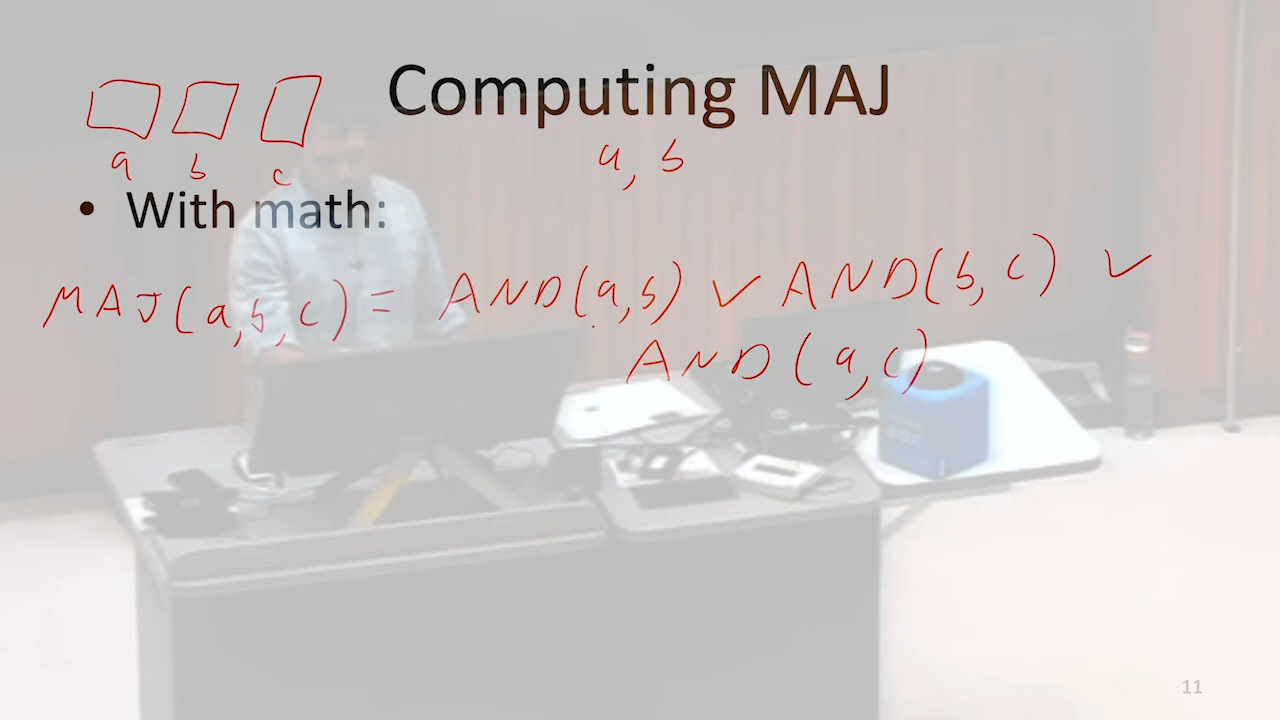 Computing MAJ
a b c
a, b
• With math:
MAJ(a,b,c) = AND(a,b) ∨ AND(b,c) ∨
AND(a,c)
11